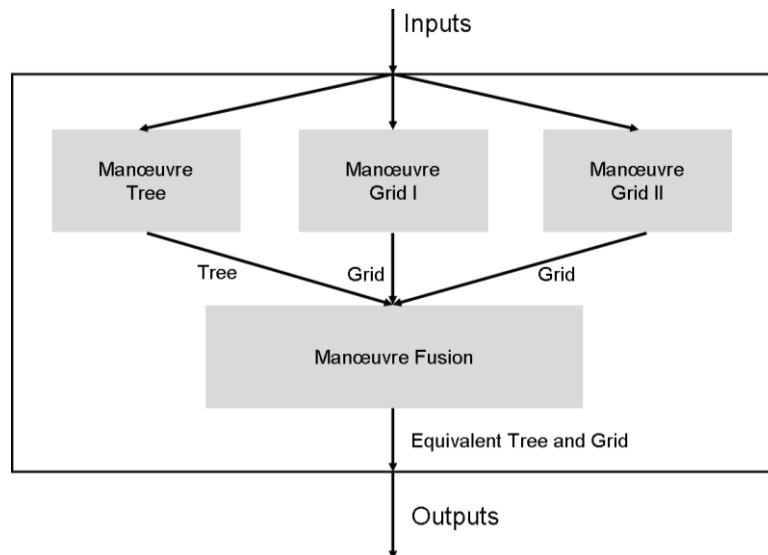 Inputs
Manœuvre
Tree
Manœuvre
Grid I
Manœuvre
Grid II
Tree
Grid
Grid
Manœuvre Fusion
Equivalent Tree and Grid
Outputs